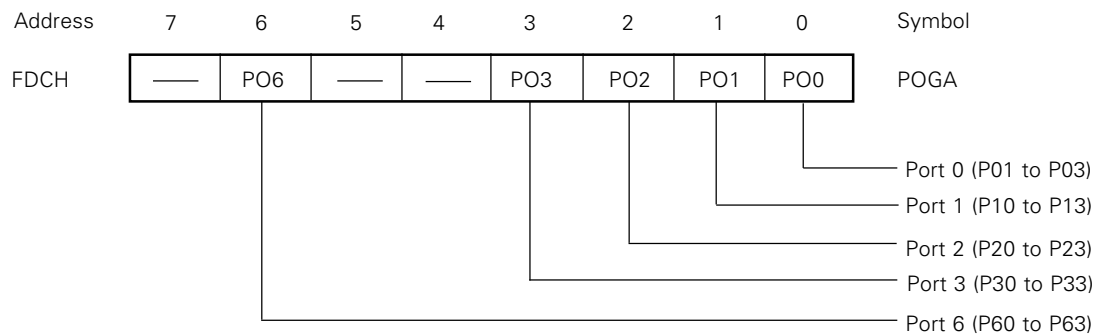 Address 7 6 5 4 3 2 1 0 Symbol
FDCH — PO6 — — PO3 PO2 PO1 PO0 POGA
Port 0 (P01 to P03)
Port 1 (P10 to P13)
Port 2 (P20 to P23)
Port 3 (P30 to P33)
Port 6 (P60 to P63)